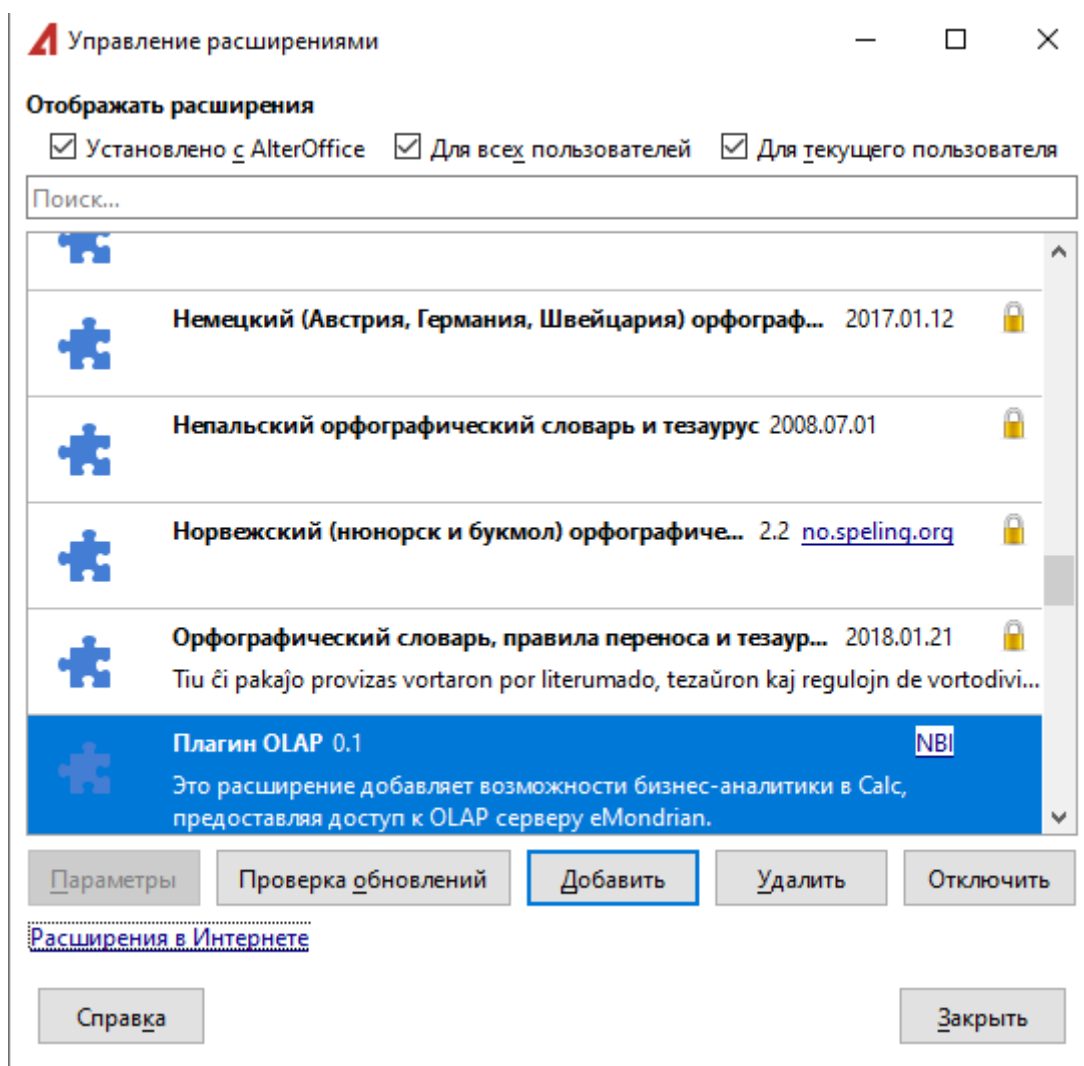 Управление расширениями
Отображать расширения
Установлено с AlterOffice Для всех пользователей Для текущего пользователя
Поиск...
Немецкий (Австрия, Германия, Швейцария) орфограф... 2017.01.12
Непальский орфографический словарь и тезаурус 2008.07.01
Норвежский (нюнорск и букмол) орфографиче... 2.2 no.speling.org
Орфографический словарь, правила переноса и тезаур... 2018.01.21
Tiu ĉi pakaĵo provizas vortaron por literumado, tezaŭron kaj regulojn de vortodivi...
Плагин OLAP 0.1 NBI
Это расширение добавляет возможности бизнес-аналитики в Calc,
предоставляя доступ к OLAP серверу eMondrian.
Параметры Проверка обновлений Добавить Удалить Отключить
Расширения в Интернете
Справка Закрыть